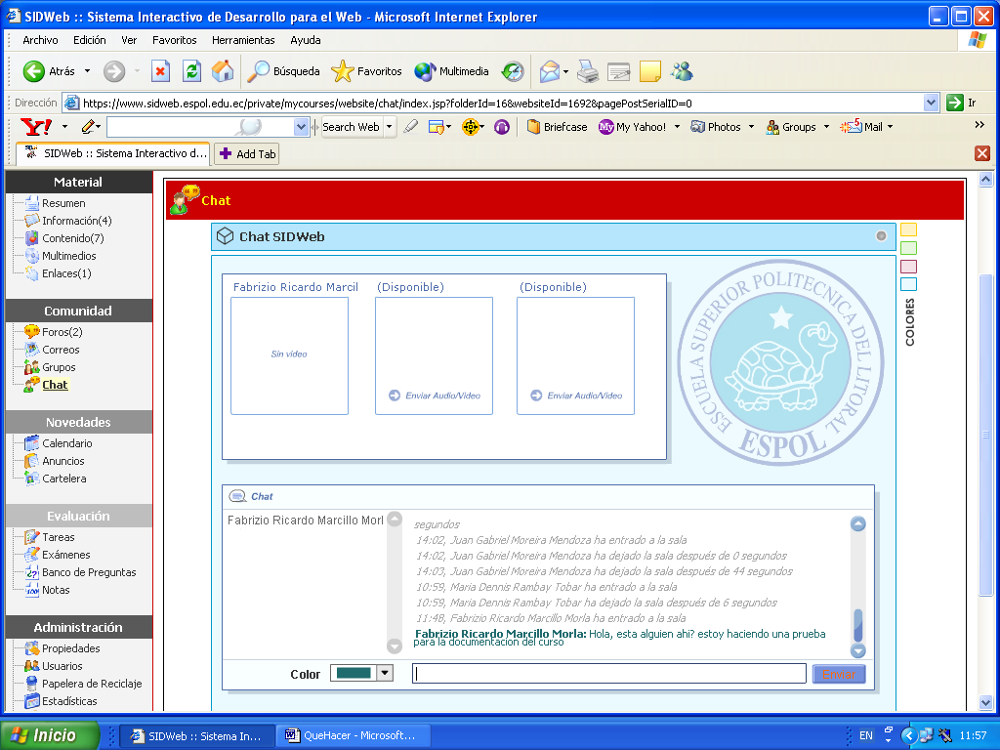 SIDWeb :: Sistema Interactivo de Desarrollo para el Web - Microsoft Internet Explorer
Archivo Edición Ver Favoritos Herramientas Ayuda
Atrás Búsqueda Favoritos Multimedia
Dirección https://www.sidweb.espol.edu.ec/private/mycourses/website/chat/index.jsp?folderId=16&websiteId=1692&pagePostSerialID=0 Ir
Y! Search Web Briefcase My Yahoo! Photos Groups 5 Mail
SIDWeb :: Sistema Interactivo d... Add Tab
Material
Resumen
Información(4)
Contenido(7)
Multimedios
Enlaces(1)
Comunidad
Foros(2)
Correos
Grupos
Chat
Novedades
Calendario
Anuncios
Cartelera
Evaluación
Tareas
Exámenes
Banco de Preguntas
Notas
Administración
Propiedades
Usuarios
Papelera de Reciclaje
Estadísticas
Chat
Chat SIDWeb
COLORES
Fabrizio Ricardo Marcil (Disponible) (Disponible)
Sin video
Enviar Audio/Video Enviar Audio/Video
ESCUELA SUPERIOR POLITECNICA DEL LITORAL
ESPOL
Chat
Fabrizio Ricardo Marcillo Morl
segundos
14:02, Juan Gabriel Moreira Mendoza ha entrado a la sala
14:02, Juan Gabriel Moreira Mendoza ha dejado la sala después de 0 segundos
14:03, Juan Gabriel Moreira Mendoza ha dejado la sala después de 44 segundos
10:59, Maria Dennis Rambay Tobar ha entrado a la sala
10:59, Maria Dennis Rambay Tobar ha dejado la sala después de 6 segundos
11:48, Fabrizio Ricardo Marcillo Morla ha entrado a la sala
Fabrizio Ricardo Marcillo Morla: Hola, esta alguien ahi? estoy haciendo una prueba
para la documentacion del curso
Color Enviar
Inicio SIDWeb :: Sistema In... QueHacer - Microsoft... EN 11:57